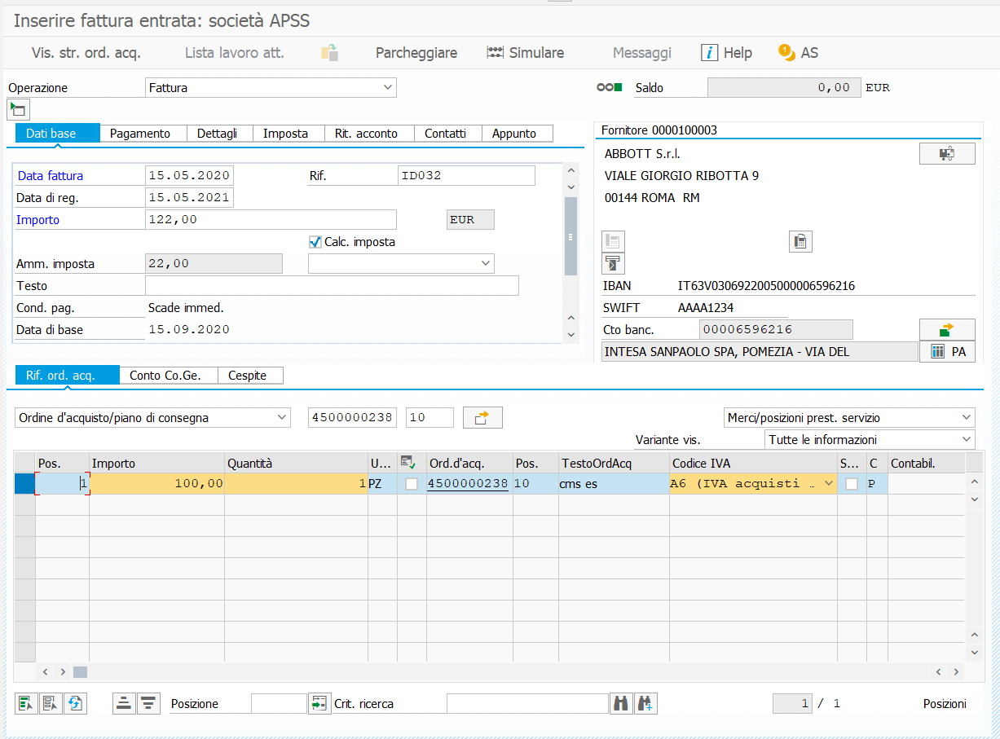 Inserire fattura entrata: società APSS
Vis. str. ord. acq. Lista lavoro att. Parcheggiare Simulare Messaggi i Help 1 AS
Operazione Fattura Saldo 0,00 EUR
Dati base Pagamento Dettagli Imposta Rit. acconto Contatti Appunto
Data fattura 15.05.2020 Rif. ID032
Data di reg. 15.05.2021
Importo 122,00 EUR
Calc. imposta
Amm. imposta 22,00
Testo
Cond. pag. Scade immed.
Data di base 15.09.2020
Fornitore 0000100003
ABBOTT S.r.l.
VIALE GIORGIO RIBOTTA 9
00144 ROMA RM
IBAN IT63V0306922005000006596216
SWIFT AAAA1234
Cto banc. 00006596216
INTESA SANPAOLO SPA, POMEZIA - VIA DEL PA
Rif. ord. acq. Conto Co.Ge. Cespite
Ordine d'acquisto/piano di consegna 4500000238 10 Merci/posizioni prest. servizio
Variante vis. Tutte le informazioni
Pos. Importo Quantità U... Ord.d'acq. Pos. TestoOrdAcq Codice IVA S... C Contabil.
1 100,00 1 PZ 4500000238 10 cms es A6 (IVA acquisti … P
Posizione Crit. ricerca 1 / 1 Posizioni